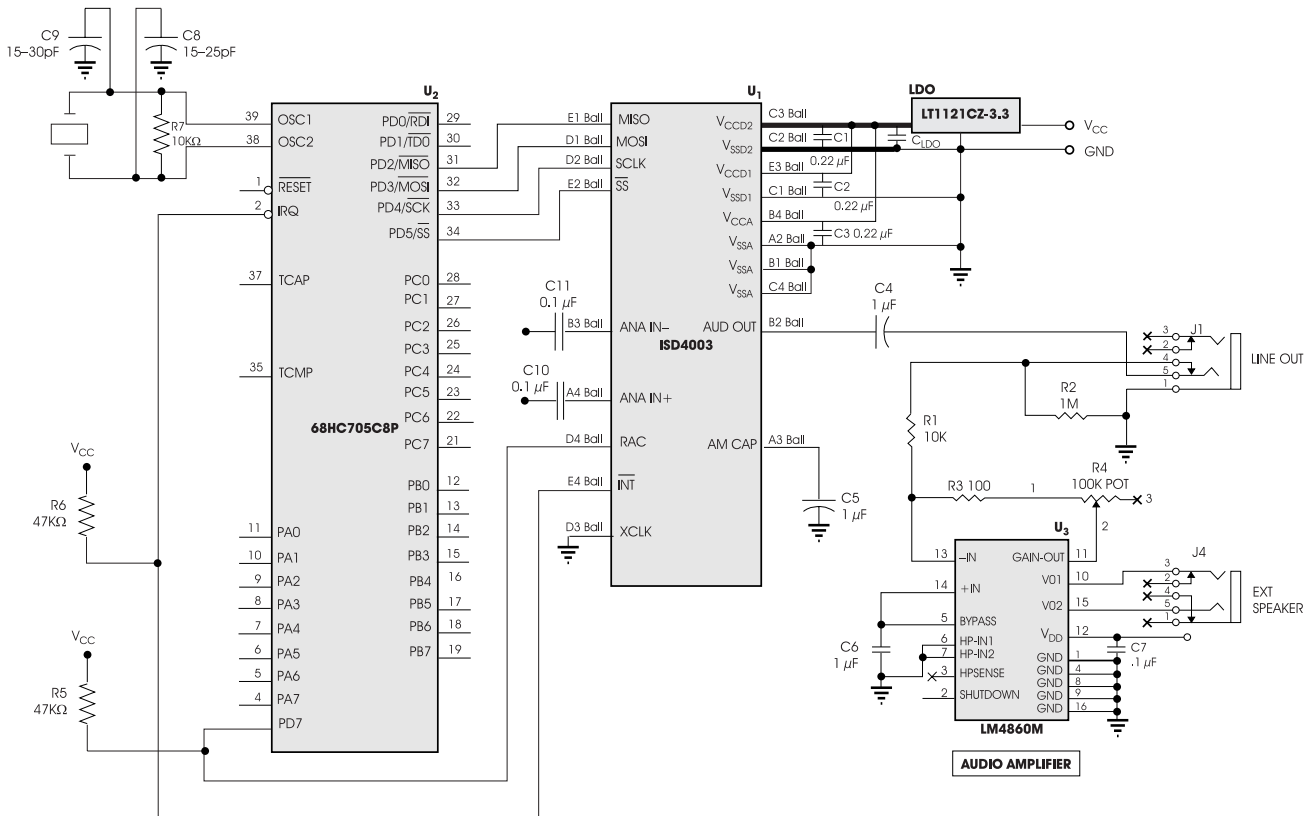 C9
15–30pF
C8
15–25pF
R7
10KΩ
U2
39 OSC1
38 OSC2
1 RESET
2 IRQ
37 TCAP
35 TCMP
68HC705C8P
11 PA0
10 PA1
9 PA2
8 PA3
7 PA4
6 PA5
5 PA6
4 PA7
PD7
PD0/RDI 29
PD1/TD0 30
PD2/MISO 31
PD3/MOSI 32
PD4/SCK 33
PD5/SS 34
PC0 28
PC1 27
PC2 26
PC3 25
PC4 24
PC5 23
PC6 22
PC7 21
PB0 12
PB1 13
PB2 14
PB3 15
PB4 16
PB5 17
PB6 18
PB7 19
VCC
R6
47KΩ
VCC
R5
47KΩ
U1
E1 Ball MISO
D1 Ball MOSI
D2 Ball SCLK
E2 Ball SS
C11
0.1 µF
B3 Ball ANA IN–
C10
0.1 µF
A4 Ball ANA IN+
D4 Ball RAC
E4 Ball INT
D3 Ball XCLK
ISD4003
VCCD2 C3 Ball
VSSD2 C2 Ball
VCCD1 E3 Ball
VSSD1 C1 Ball
VCCA B4 Ball
VSSA A2 Ball
VSSA B1 Ball
VSSA C4 Ball
AUD OUT B2 Ball
AM CAP A3 Ball
C1
0.22 µF
C2
0.22 µF
C3 0.22 µF
CLDO
LDO
LT1121CZ-3.3
VCC
GND
C4
1 µF
C5
1 µF
J1
3
2
4
5
1
LINE OUT
R2
1M
R1
10K
R3 100
1
R4
100K POT
3
2
U3
13 –IN
14 +IN
5 BYPASS
6 HP-IN1
7 HP-IN2
3 HPSENSE
2 SHUTDOWN
GAIN-OUT 11
V01 10
V02 15
VDD 12
GND 1
GND 4
GND 8
GND 9
GND 16
LM4860M
C6
1 µF
C7
.1 µF
J4
3
2
4
5
1
EXT
SPEAKER
AUDIO AMPLIFIER